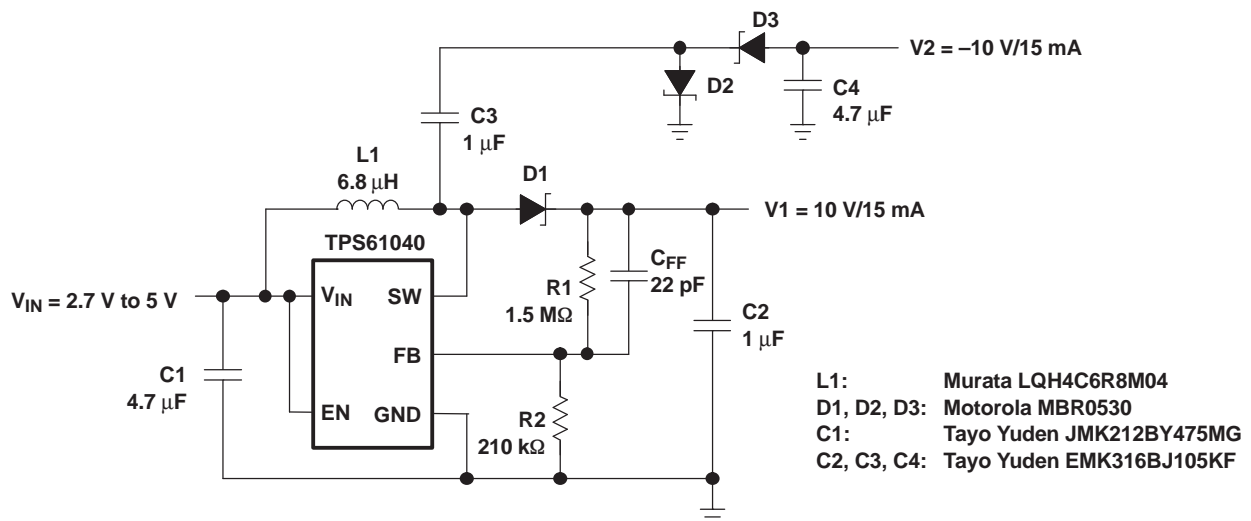 D3
V2 = –10 V/15 mA
D2
C4
4.7 μF
C3
1 μF
L1
6.8 μH
D1
V1 = 10 V/15 mA
TPS61040
VIN = 2.7 V to 5 V
VIN
SW
R1
1.5 MΩ
CFF
22 pF
C2
1 μF
FB
C1
4.7 μF
EN
GND
R2
210 kΩ
L1: Murata LQH4C6R8M04
D1, D2, D3: Motorola MBR0530
C1: Tayo Yuden JMK212BY475MG
C2, C3, C4: Tayo Yuden EMK316BJ105KF